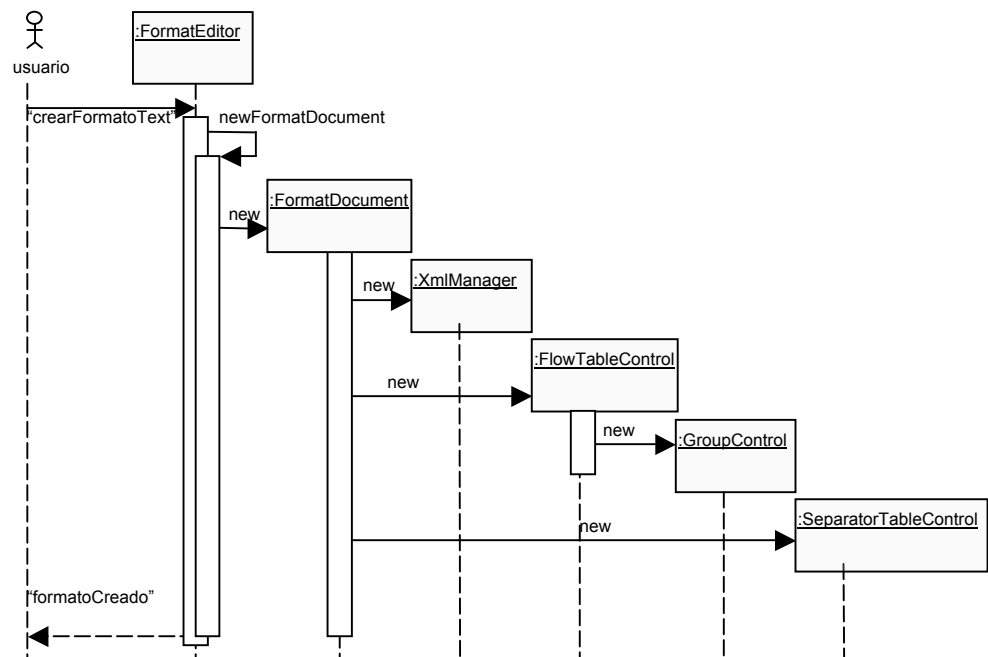 :FormatEditor
usuario
“crearFormatoText”
newFormatDocument
:FormatDocument
new
:XmlManager
new
:FlowTableControl
new
:GroupControl
new
:SeparatorTableControl
new
“formatoCreado”